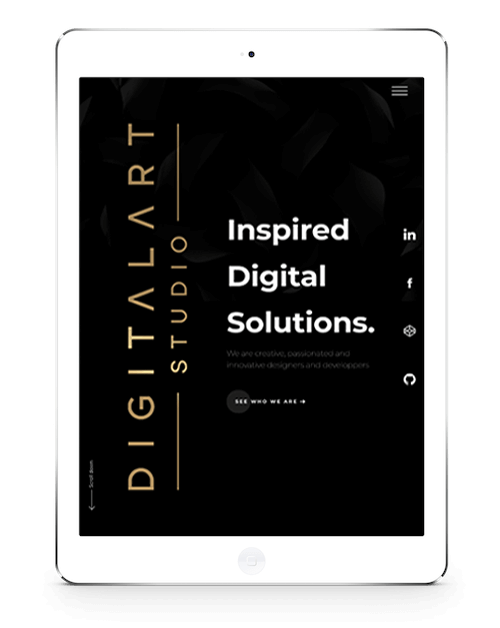 DIGITALART
STUDIO
Inspired
Digital
Solutions.
We are creative, passionated and
innovative designers and developpers
SEE WHO WE ARE →
Scroll down
in
f